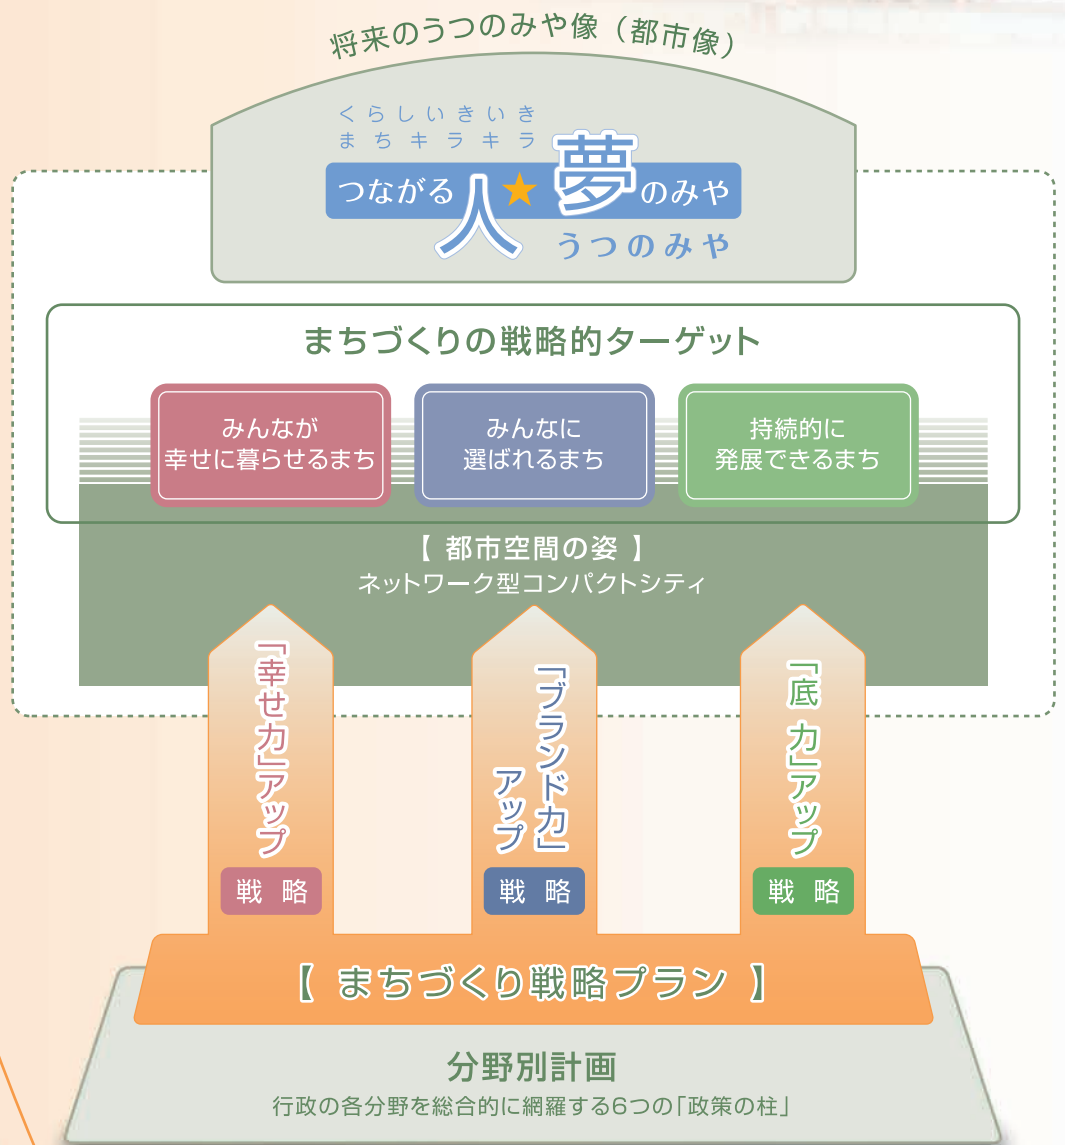 将来のうつのみや像（都市像）
くらしいきいき
まちキラキラ
つながる人★夢のみや
うつのみや
まちづくりの戦略的ターゲット
みんなが
幸せに暮らせるまち
みんなに
選ばれるまち
持続的に
発展できるまち
【 都市空間の姿 】
ネットワーク型コンパクトシティ
「幸せ力」アップ
戦略
「ブランド力」
アップ
戦略
「底 力」アップ
戦略
【 まちづくり戦略プラン 】
分野別計画
行政の各分野を総合的に網羅する6つの「政策の柱」